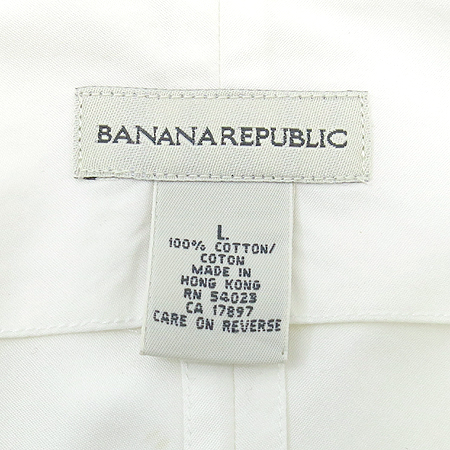 BANANA REPUBLIC
L
100% COTTON/
COTON
MADE IN
HONG KONG
RN 54023
CA 17897
CARE ON REVERSE